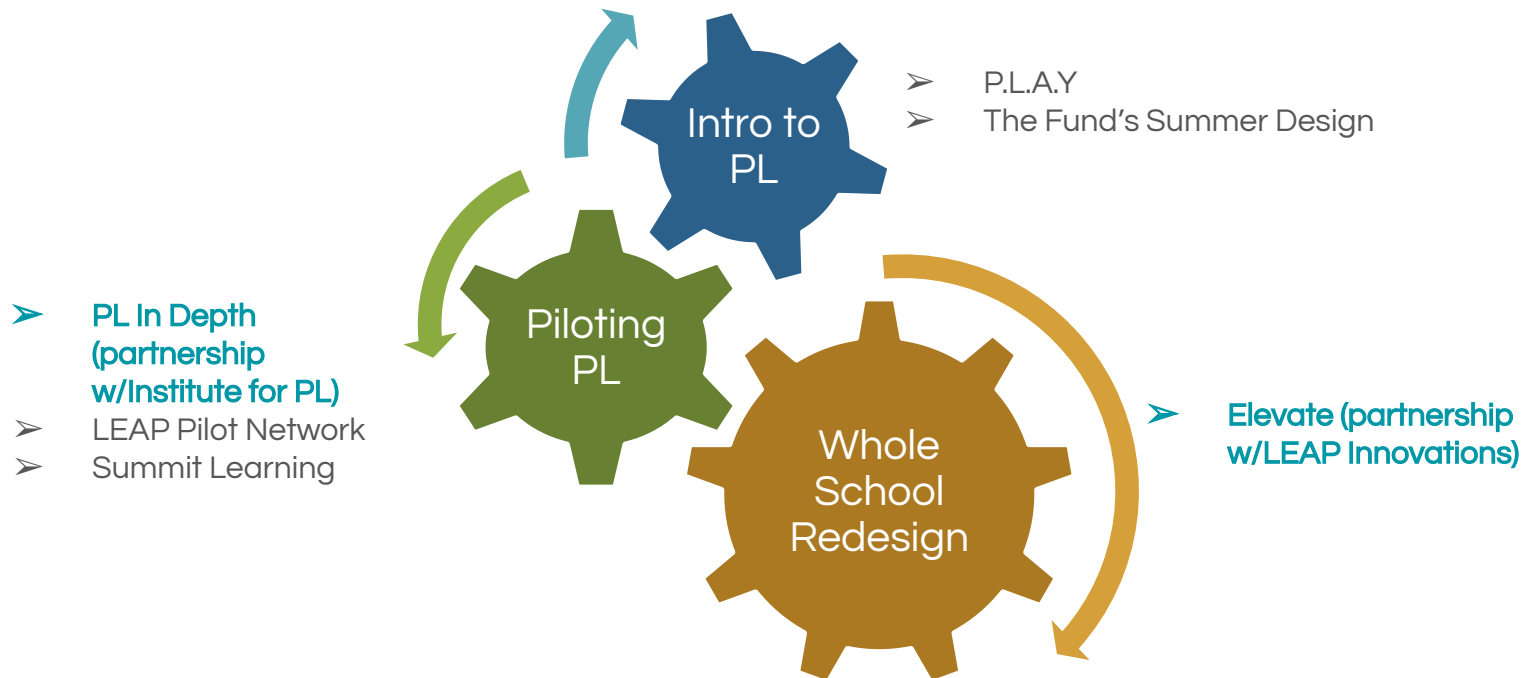 Intro to
PL
➢ P.L.A.Y
➢ The Fund's Summer Design
Piloting
PL
➢ PL In Depth
(partnership
w/Institute for PL)
➢ LEAP Pilot Network
➢ Summit Learning
Whole
School
Redesign
➢ Elevate (partnership
w/LEAP Innovations)